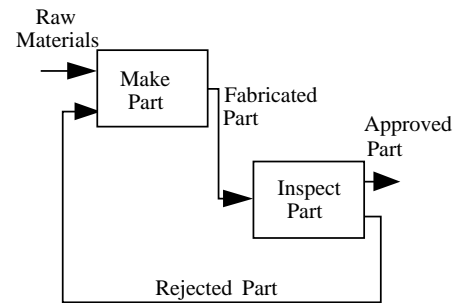 Raw
Materials
Make
Part
Fabricated
Part
Approved
Part
Inspect
Part
Rejected Part